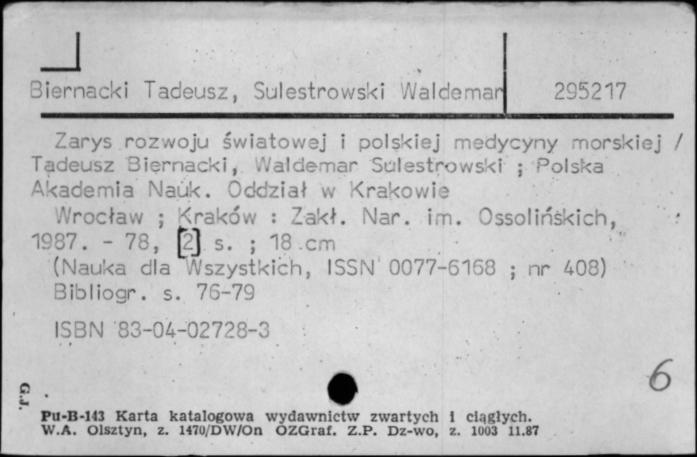 Biernacki Tadeusz, Sulestrowski Waldemar 295217
Zarys rozwoju światowej i polskiej medycyny morskiej /
Tadeusz Biernacki, Waldemar Sulestrowski ; Polska
Akademia Nauk. Oddział w Krakowie
Wrocław ; Kraków : Zakł. Nar. im. Ossolińskich,
1987. - 78, [2] s. ; 18 cm
(Nauka dla Wszystkich, ISSN 0077-6168 ; nr 408)
Bibliogr. s. 76-79
ISBN 83-04-02728-3
6
G.J.
Pu-B-143 Karta katalogowa wydawnictw zwartych i ciągłych.
W.A. Olsztyn, z. 1470/DW/On OZGraf. Z.P. Dz-wo, z. 1003 11.87